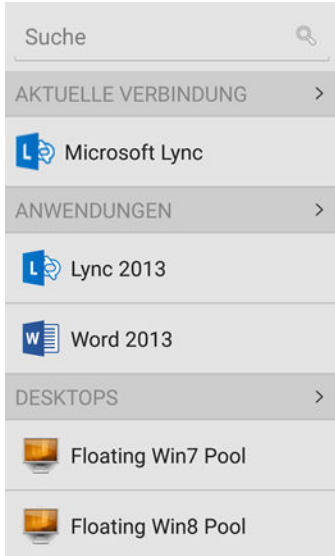 Suche
AKTUELLE VERBINDUNG
Microsoft Lync
ANWENDUNGEN
Lync 2013
Word 2013
DESKTOPS
Floating Win7 Pool
Floating Win8 Pool